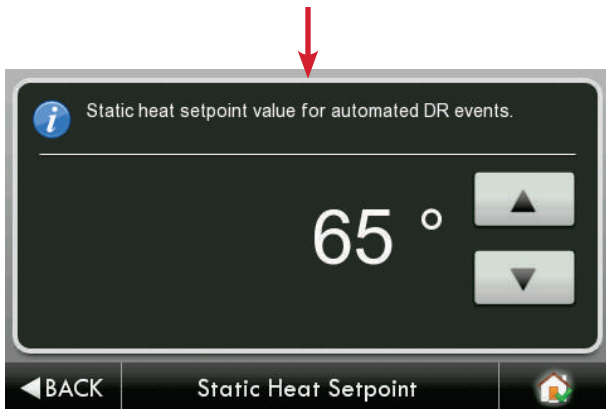 Static heat setpoint value for automated DR events.
65 °
BACK Static Heat Setpoint